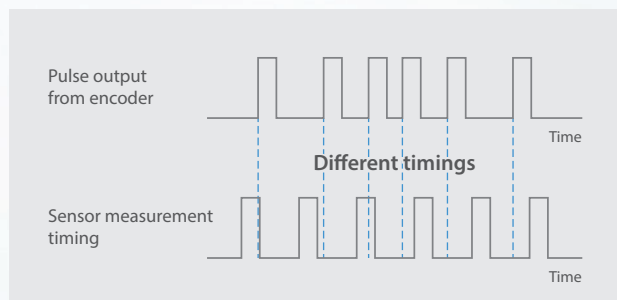 Pulse output
from encoder
Time
Different timings
Sensor measurement
timing
Time